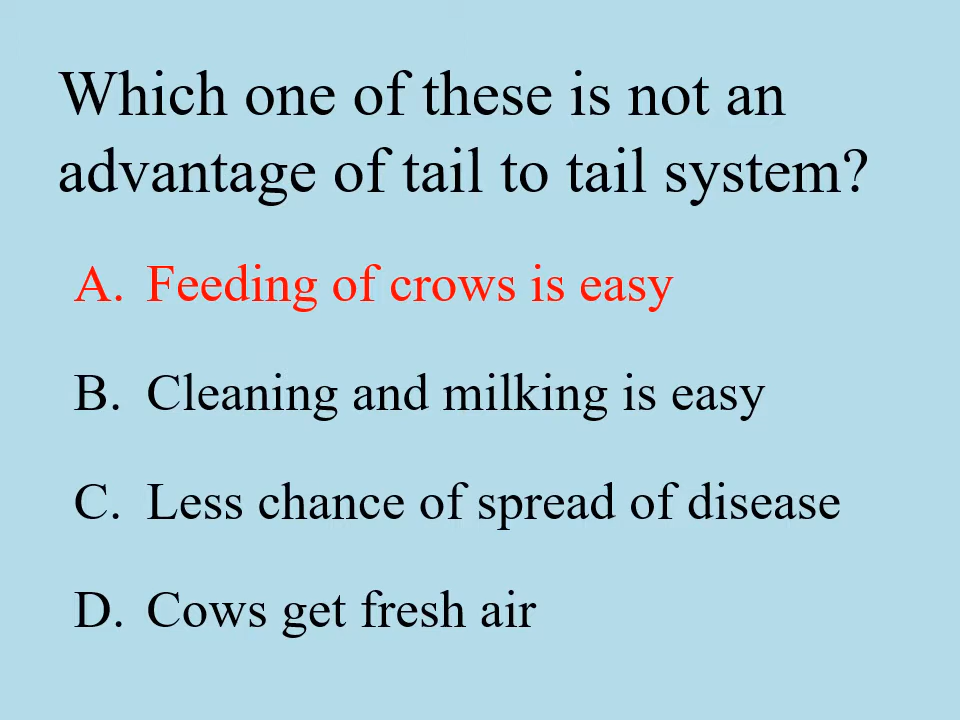 Which one of these is not an
advantage of tail to tail system?
A. Feeding of crows is easy
B. Cleaning and milking is easy
C. Less chance of spread of disease
D. Cows get fresh air